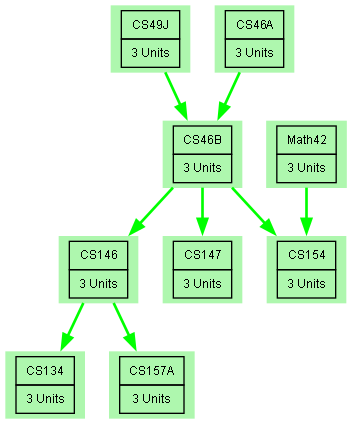 CS49J
3 Units
CS46A
3 Units
CS46B
3 Units
Math42
3 Units
CS146
3 Units
CS147
3 Units
CS154
3 Units
CS134
3 Units
CS157A
3 Units